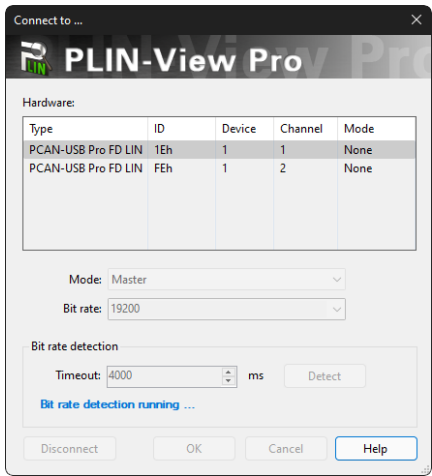 Connect to ...
LIN PLIN-View Pro
Hardware:
Type ID Device Channel Mode
PCAN-USB Pro FD LIN 1Eh 1 1 None
PCAN-USB Pro FD LIN FEh 1 2 None
Mode: Master
Bit rate: 19200
Bit rate detection
Timeout: 4000 ms Detect
Bit rate detection running ...
Disconnect OK Cancel Help